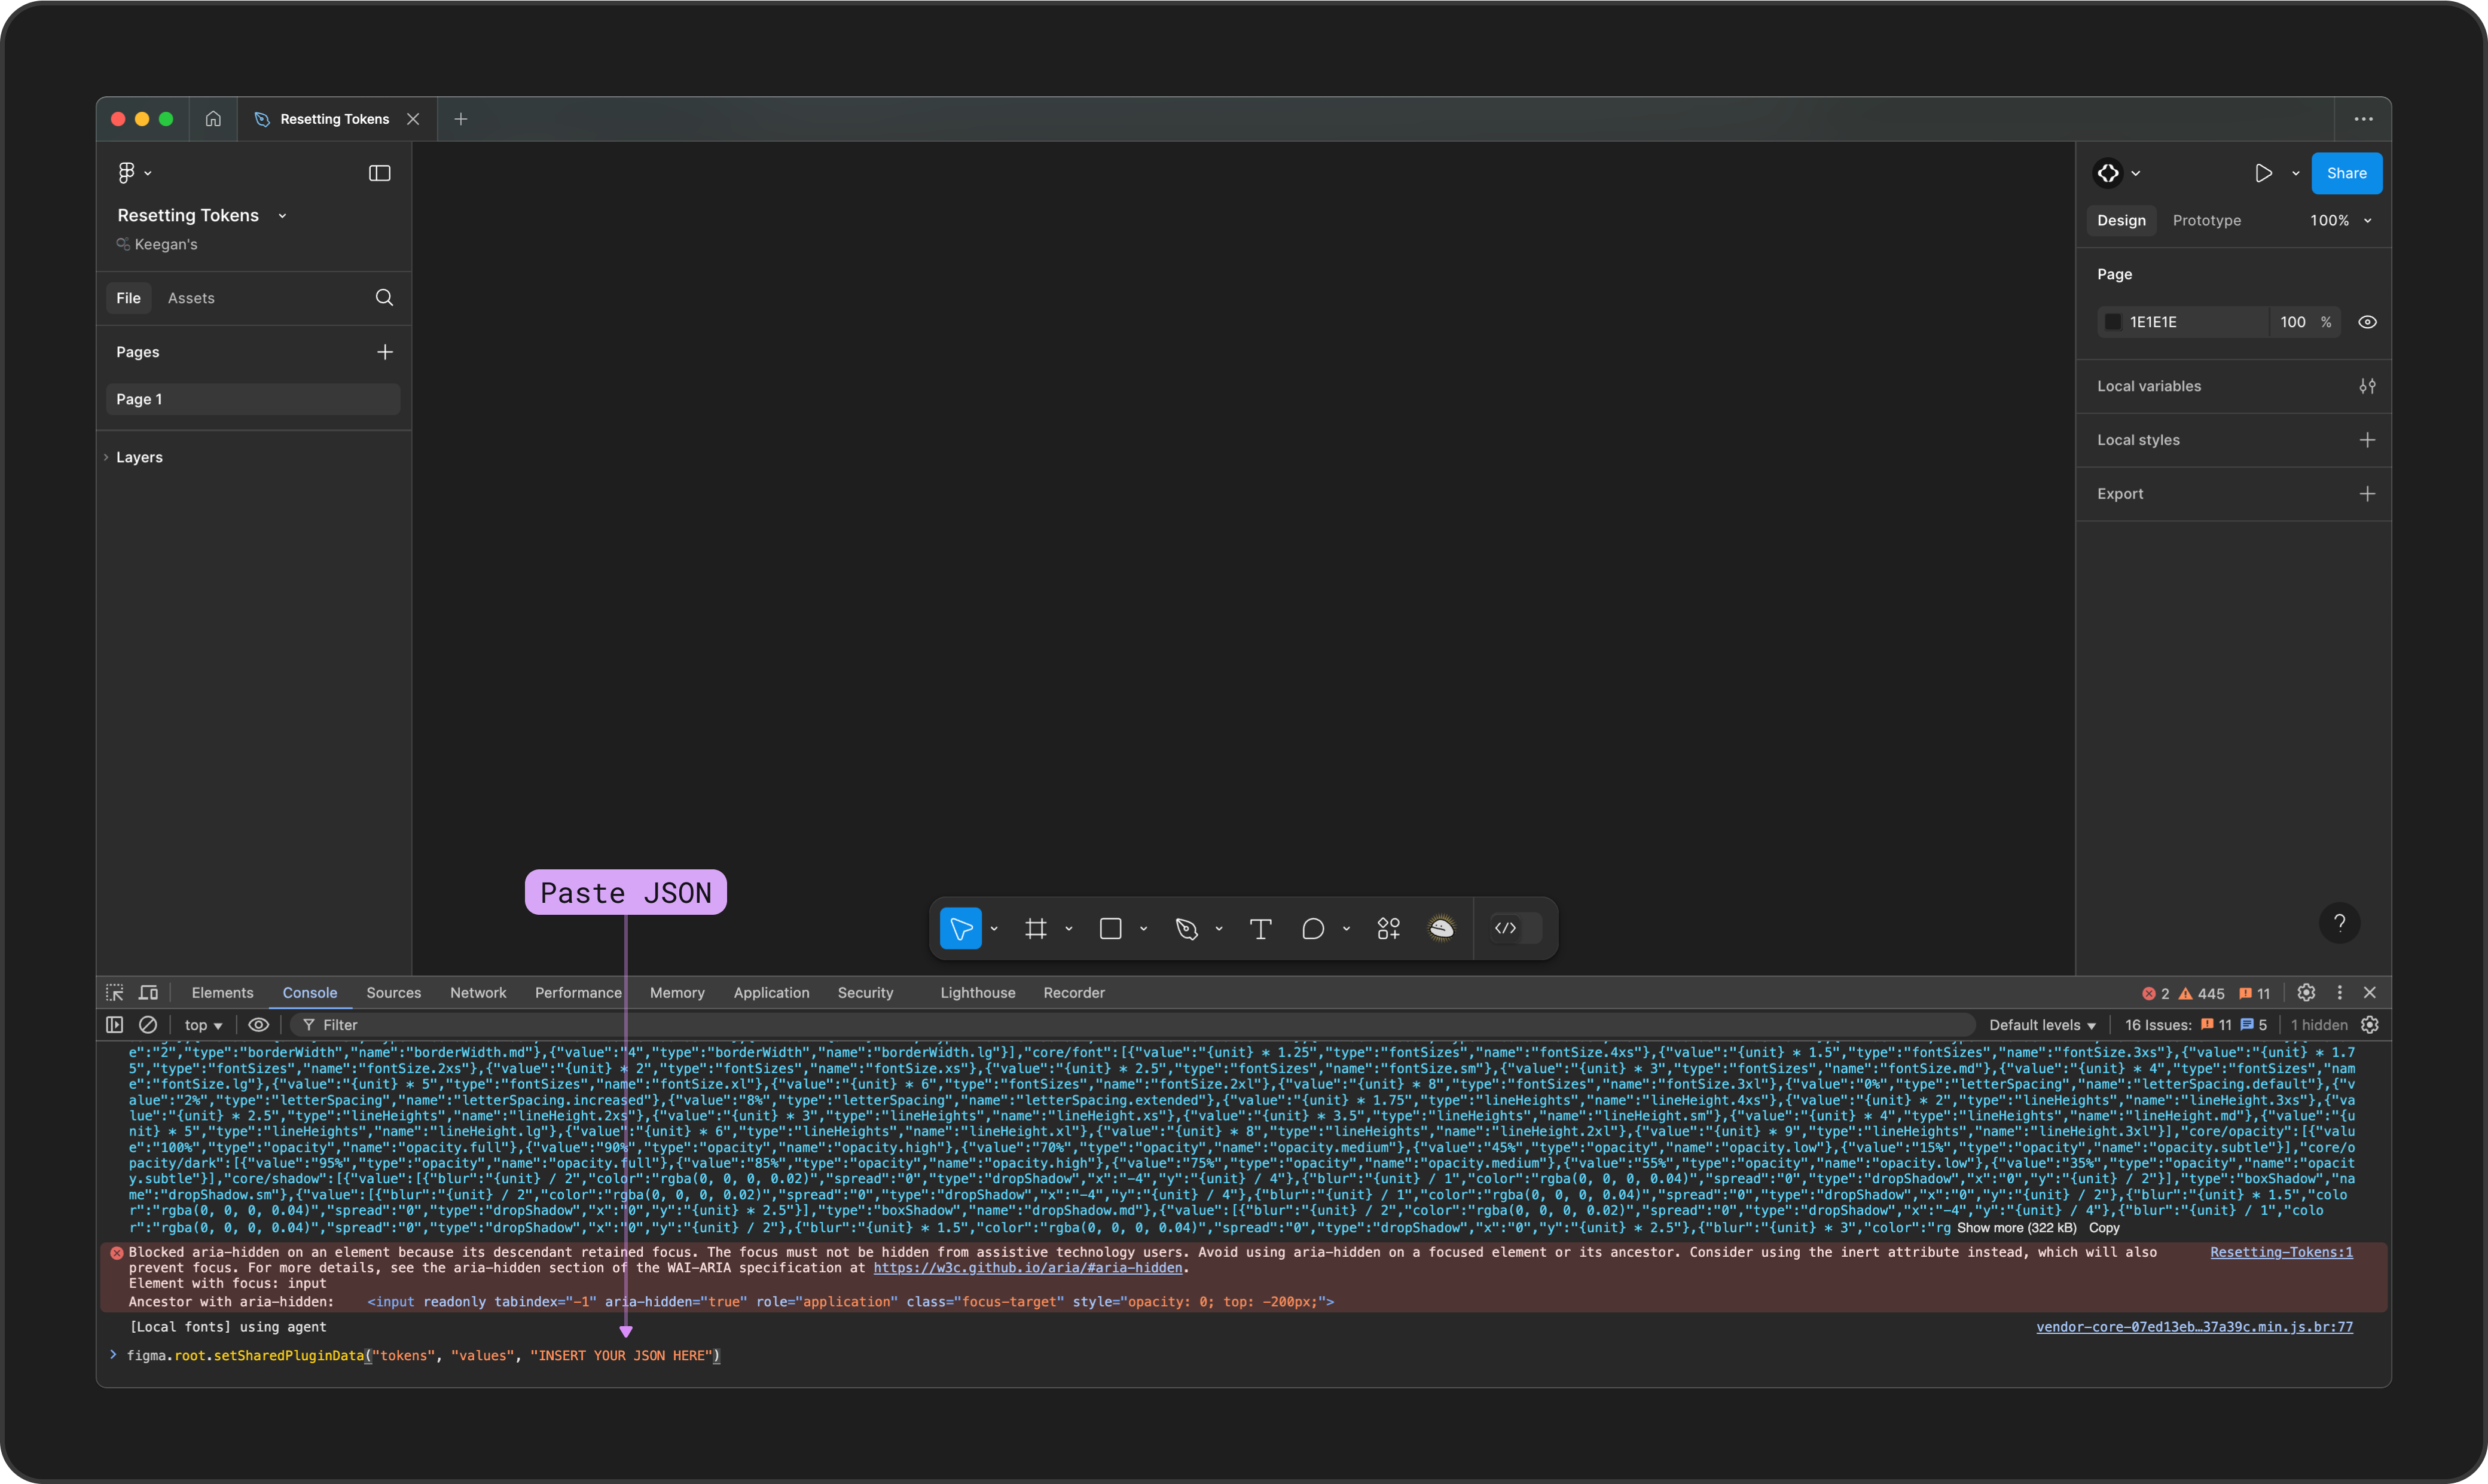 Resetting Tokens
Resetting Tokens
Keegan's
File Assets
Pages
Page 1
Layers
Share
Design Prototype 100%
Page
1E1E1E 100 %
Local variables
Local styles
Export
?
Paste JSON
Elements Console Sources Network Performance Memory Application Security Lighthouse Recorder 2 445 11
top Filter Default levels 16 Issues: 11 5 1 hidden
e":"2","type":"borderWidth","name":"borderWidth.md"},{"value":"4","type":"borderWidth","name":"borderWidth.lg"}],"core/font":[{"value":"{unit} * 1.25","type":"fontSizes","name":"fontSize.4xs"},{"value":"{unit} * 1.5","type":"fontSizes","name":"fontSize.3xs"},{"value":"{unit} * 1.7
5","type":"fontSizes","name":"fontSize.2xs"},{"value":"{unit} * 2","type":"fontSizes","name":"fontSize.xs"},{"value":"{unit} * 2.5","type":"fontSizes","name":"fontSize.sm"},{"value":"{unit} * 3","type":"fontSizes","name":"fontSize.md"},{"value":"{unit} * 4","type":"fontSizes","nam
e":"fontSize.lg"},{"value":"{unit} * 5","type":"fontSizes","name":"fontSize.xl"},{"value":"{unit} * 6","type":"fontSizes","name":"fontSize.2xl"},{"value":"{unit} * 8","type":"fontSizes","name":"fontSize.3xl"},{"value":"0%","type":"letterSpacing","name":"letterSpacing.default"},{"v
alue":"2%","type":"letterSpacing","name":"letterSpacing.increased"},{"value":"8%","type":"letterSpacing","name":"letterSpacing.extended"},{"value":"{unit} * 1.75","type":"lineHeights","name":"lineHeight.4xs"},{"value":"{unit} * 2","type":"lineHeights","name":"lineHeight.3xs"},{"va
lue":"{unit} * 2.5","type":"lineHeights","name":"lineHeight.2xs"},{"value":"{unit} * 3","type":"lineHeights","name":"lineHeight.xs"},{"value":"{unit} * 3.5","type":"lineHeights","name":"lineHeight.sm"},{"value":"{unit} * 4","type":"lineHeights","name":"lineHeight.md"},{"value":"{u
nit} * 5","type":"lineHeights","name":"lineHeight.lg"},{"value":"{unit} * 6","type":"lineHeights","name":"lineHeight.xl"},{"value":"{unit} * 8","type":"lineHeights","name":"lineHeight.2xl"},{"value":"{unit} * 9","type":"lineHeights","name":"lineHeight.3xl"}],"core/opacity":[{"valu
e":"100%","type":"opacity","name":"opacity.full"},{"value":"90%","type":"opacity","name":"opacity.high"},{"value":"70%","type":"opacity","name":"opacity.medium"},{"value":"45%","type":"opacity","name":"opacity.low"},{"value":"15%","type":"opacity","name":"opacity.subtle"}],"core/o
pacity/dark":[{"value":"95%","type":"opacity","name":"opacity.full"},{"value":"85%","type":"opacity","name":"opacity.high"},{"value":"75%","type":"opacity","name":"opacity.medium"},{"value":"55%","type":"opacity","name":"opacity.low"},{"value":"35%","type":"opacity","name":"opacit
y.subtle"}],"core/shadow":[{"value":[{"blur":"{unit} / 2","color":"rgba(0, 0, 0, 0.02)","spread":"0","type":"dropShadow","x":"-4","y":"{unit} / 4"},{"blur":"{unit} / 1","color":"rgba(0, 0, 0, 0.04)","spread":"0","type":"dropShadow","x":"0","y":"{unit} / 2"}],"type":"boxShadow","na
me":"dropShadow.sm"},{"value":[{"blur":"{unit} / 2","color":"rgba(0, 0, 0, 0.02)","spread":"0","type":"dropShadow","x":"-4","y":"{unit} / 4"},{"blur":"{unit} / 1","color":"rgba(0, 0, 0, 0.04)","spread":"0","type":"dropShadow","x":"0","y":"{unit} / 2"},{"blur":"{unit} * 1.5","colo
r":"rgba(0, 0, 0, 0.04)","spread":"0","type":"dropShadow","x":"0","y":"{unit} * 2.5"}],"type":"boxShadow","name":"dropShadow.md"},{"value":[{"blur":"{unit} / 2","color":"rgba(0, 0, 0, 0.02)","spread":"0","type":"dropShadow","x":"-4","y":"{unit} / 4"},{"blur":"{unit} / 1","colo
r":"rgba(0, 0, 0, 0.04)","spread":"0","type":"dropShadow","x":"0","y":"{unit} / 2"},{"blur":"{unit} * 1.5","color":"rgba(0, 0, 0, 0.04)","spread":"0","type":"dropShadow","x":"0","y":"{unit} * 2.5"},{"blur":"{unit} * 3","color":"rg Show more (322 kB) Copy
Blocked aria-hidden on an element because its descendant retained focus. The focus must not be hidden from assistive technology users. Avoid using aria-hidden on a focused element or its ancestor. Consider using the inert attribute instead, which will also Resetting-Tokens:1
prevent focus. For more details, see the aria-hidden section of the WAI-ARIA specification at https://w3c.github.io/aria/#aria-hidden.
Element with focus: input
Ancestor with aria-hidden: <input readonly tabindex="-1" aria-hidden="true" role="application" class="focus-target" style="opacity: 0; top: -200px;">
[Local fonts] using agent vendor-core-07ed13eb…37a39c.min.js.br:77
> figma.root.setSharedPluginData("tokens", "values", "INSERT YOUR JSON HERE")